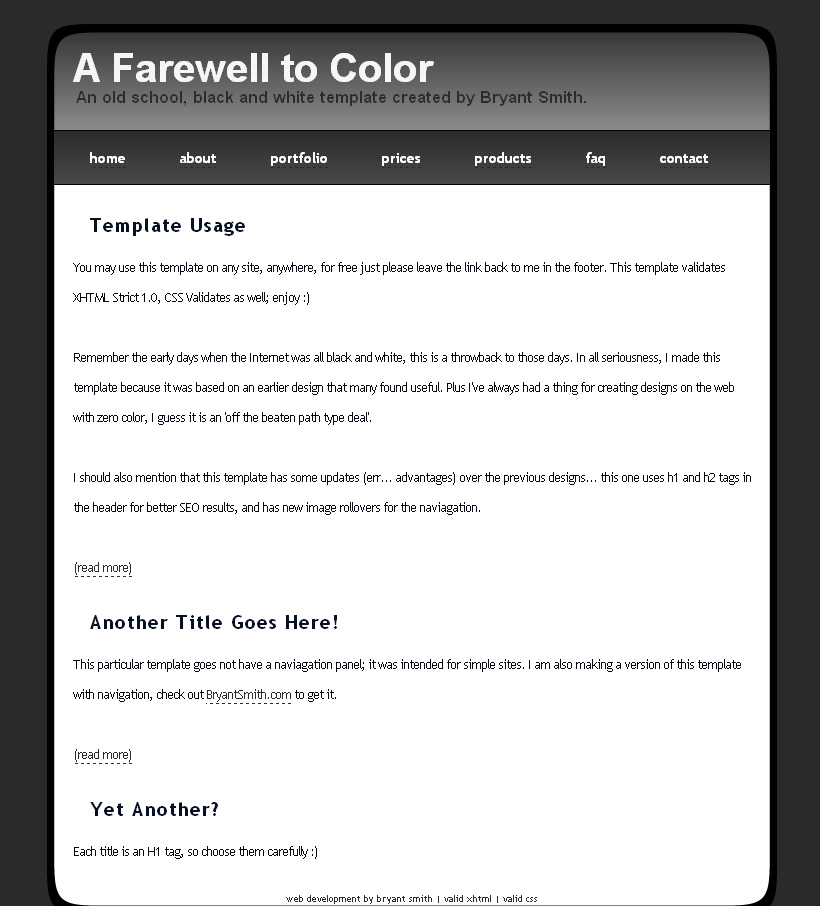 A Farewell to Color
An old school, black and white template created by Bryant Smith.
home about portfolio prices products faq contact
Template Usage
You may use this template on any site, anywhere, for free just please leave the link back to me in the footer. This template validates
XHTML Strict 1.0, CSS Validates as well; enjoy :)
Remember the early days when the Internet was all black and white, this is a throwback to those days. In all seriousness, I made this
template because it was based on an earlier design that many found useful. Plus I've always had a thing for creating designs on the web
with zero color, I guess it is an 'off the beaten path type deal'.
I should also mention that this template has some updates (err... advantages) over the previous designs... this one uses h1 and h2 tags in
the header for better SEO results, and has new image rollovers for the naviagation.
(read more)
Another Title Goes Here!
This particular template goes not have a naviagation panel; it was intended for simple sites. I am also making a version of this template
with navigation, check out BryantSmith.com to get it.
(read more)
Yet Another?
Each title is an H1 tag, so choose them carefully :)
web development by bryant smith | valid xhtml | valid css